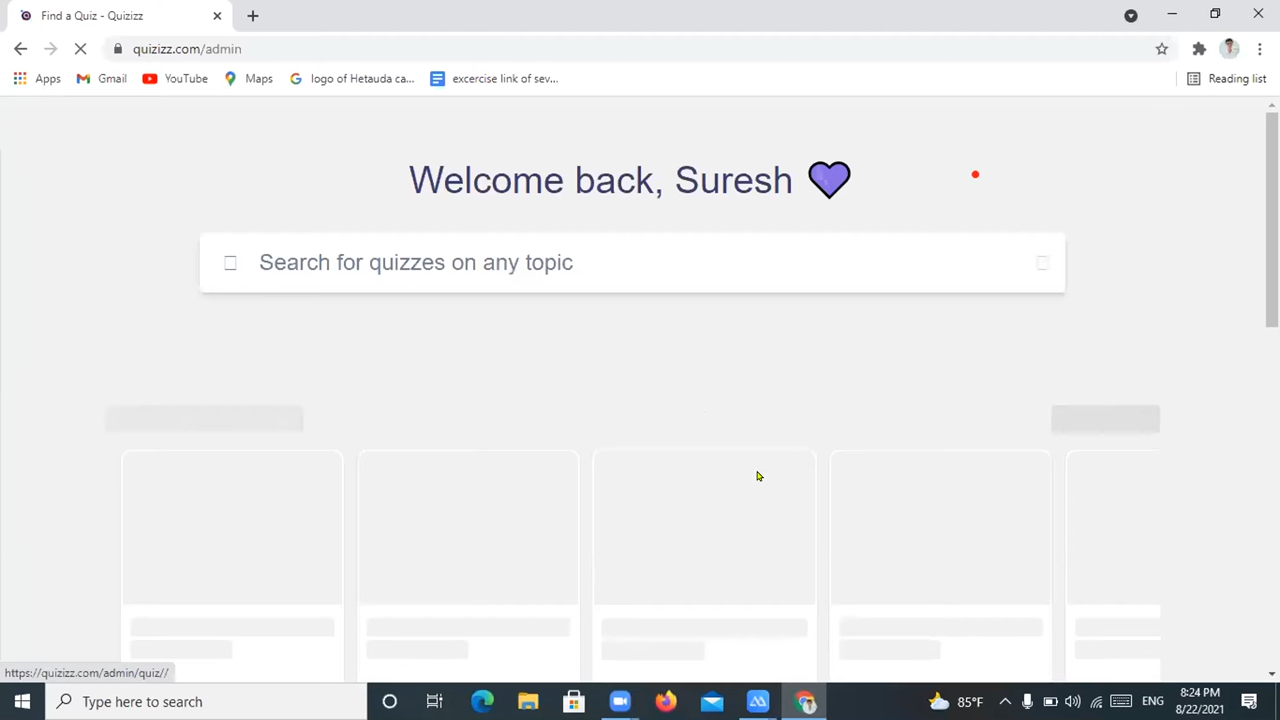 Find a Quiz - Quizizz
quizizz.com/admin
Apps
Gmail
YouTube
Maps
logo of Hetauda ca...
excercise link of sev...
Reading list
Welcome back, Suresh
Search for quizzes on any topic
https://quizizz.com/admin/quiz//
Type here to search
85°F
ENG
8:24 PM
8/22/2021